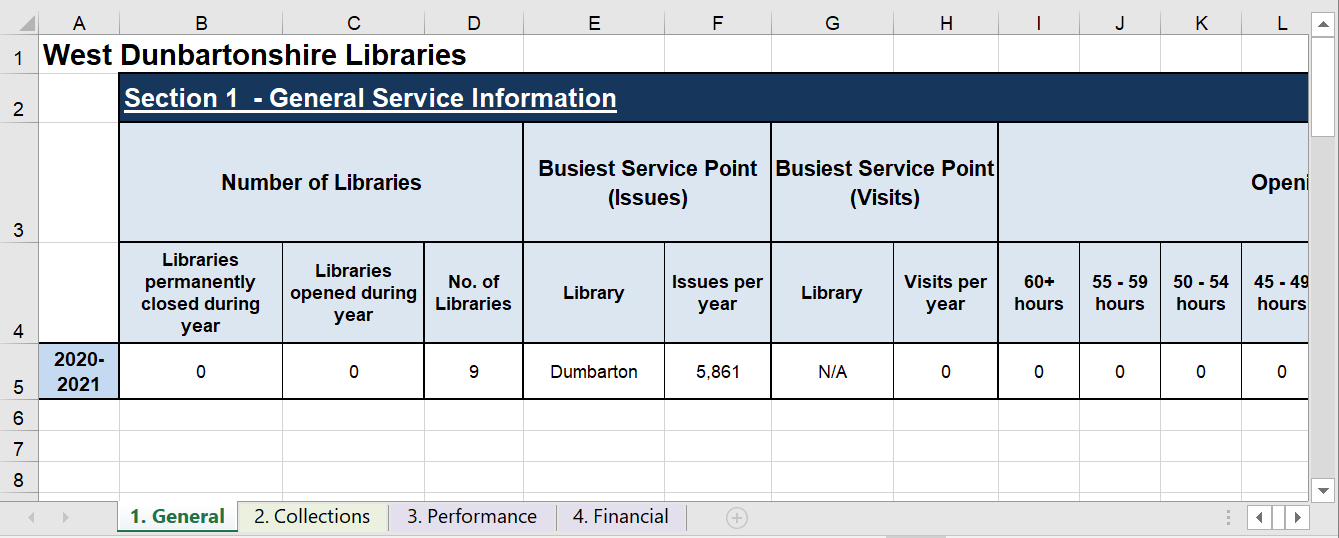 A B C D E F G H I J K L
1 West Dunbartonshire Libraries
2 Section 1 - General Service Information
3 Number of Libraries
Busiest Service Point
(Issues)
Busiest Service Point
(Visits)
Openi
4 Libraries
permanently
closed during
year
Libraries
opened during
year
No. of
Libraries
Library
Issues per
year
Library
Visits per
year
60+
hours
55 - 59
hours
50 - 54
hours
45 - 49
hours
5 2020-
2021
0 0 9 Dumbarton 5,861 N/A 0 0 0 0 0
6
7
8
1. General 2. Collections 3. Performance 4. Financial